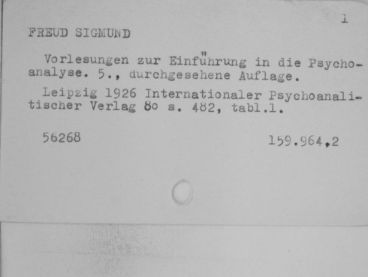 1
FREUD SIGMUND
Vorlesungen zur Einführung in die Psycho-
analyse. 5., durchgesehene Auflage.
Leipzig 1926 Internationaler Psychoanali-
tischer Verlag 8o s. 482, tabl.1.
56268 159.964.2